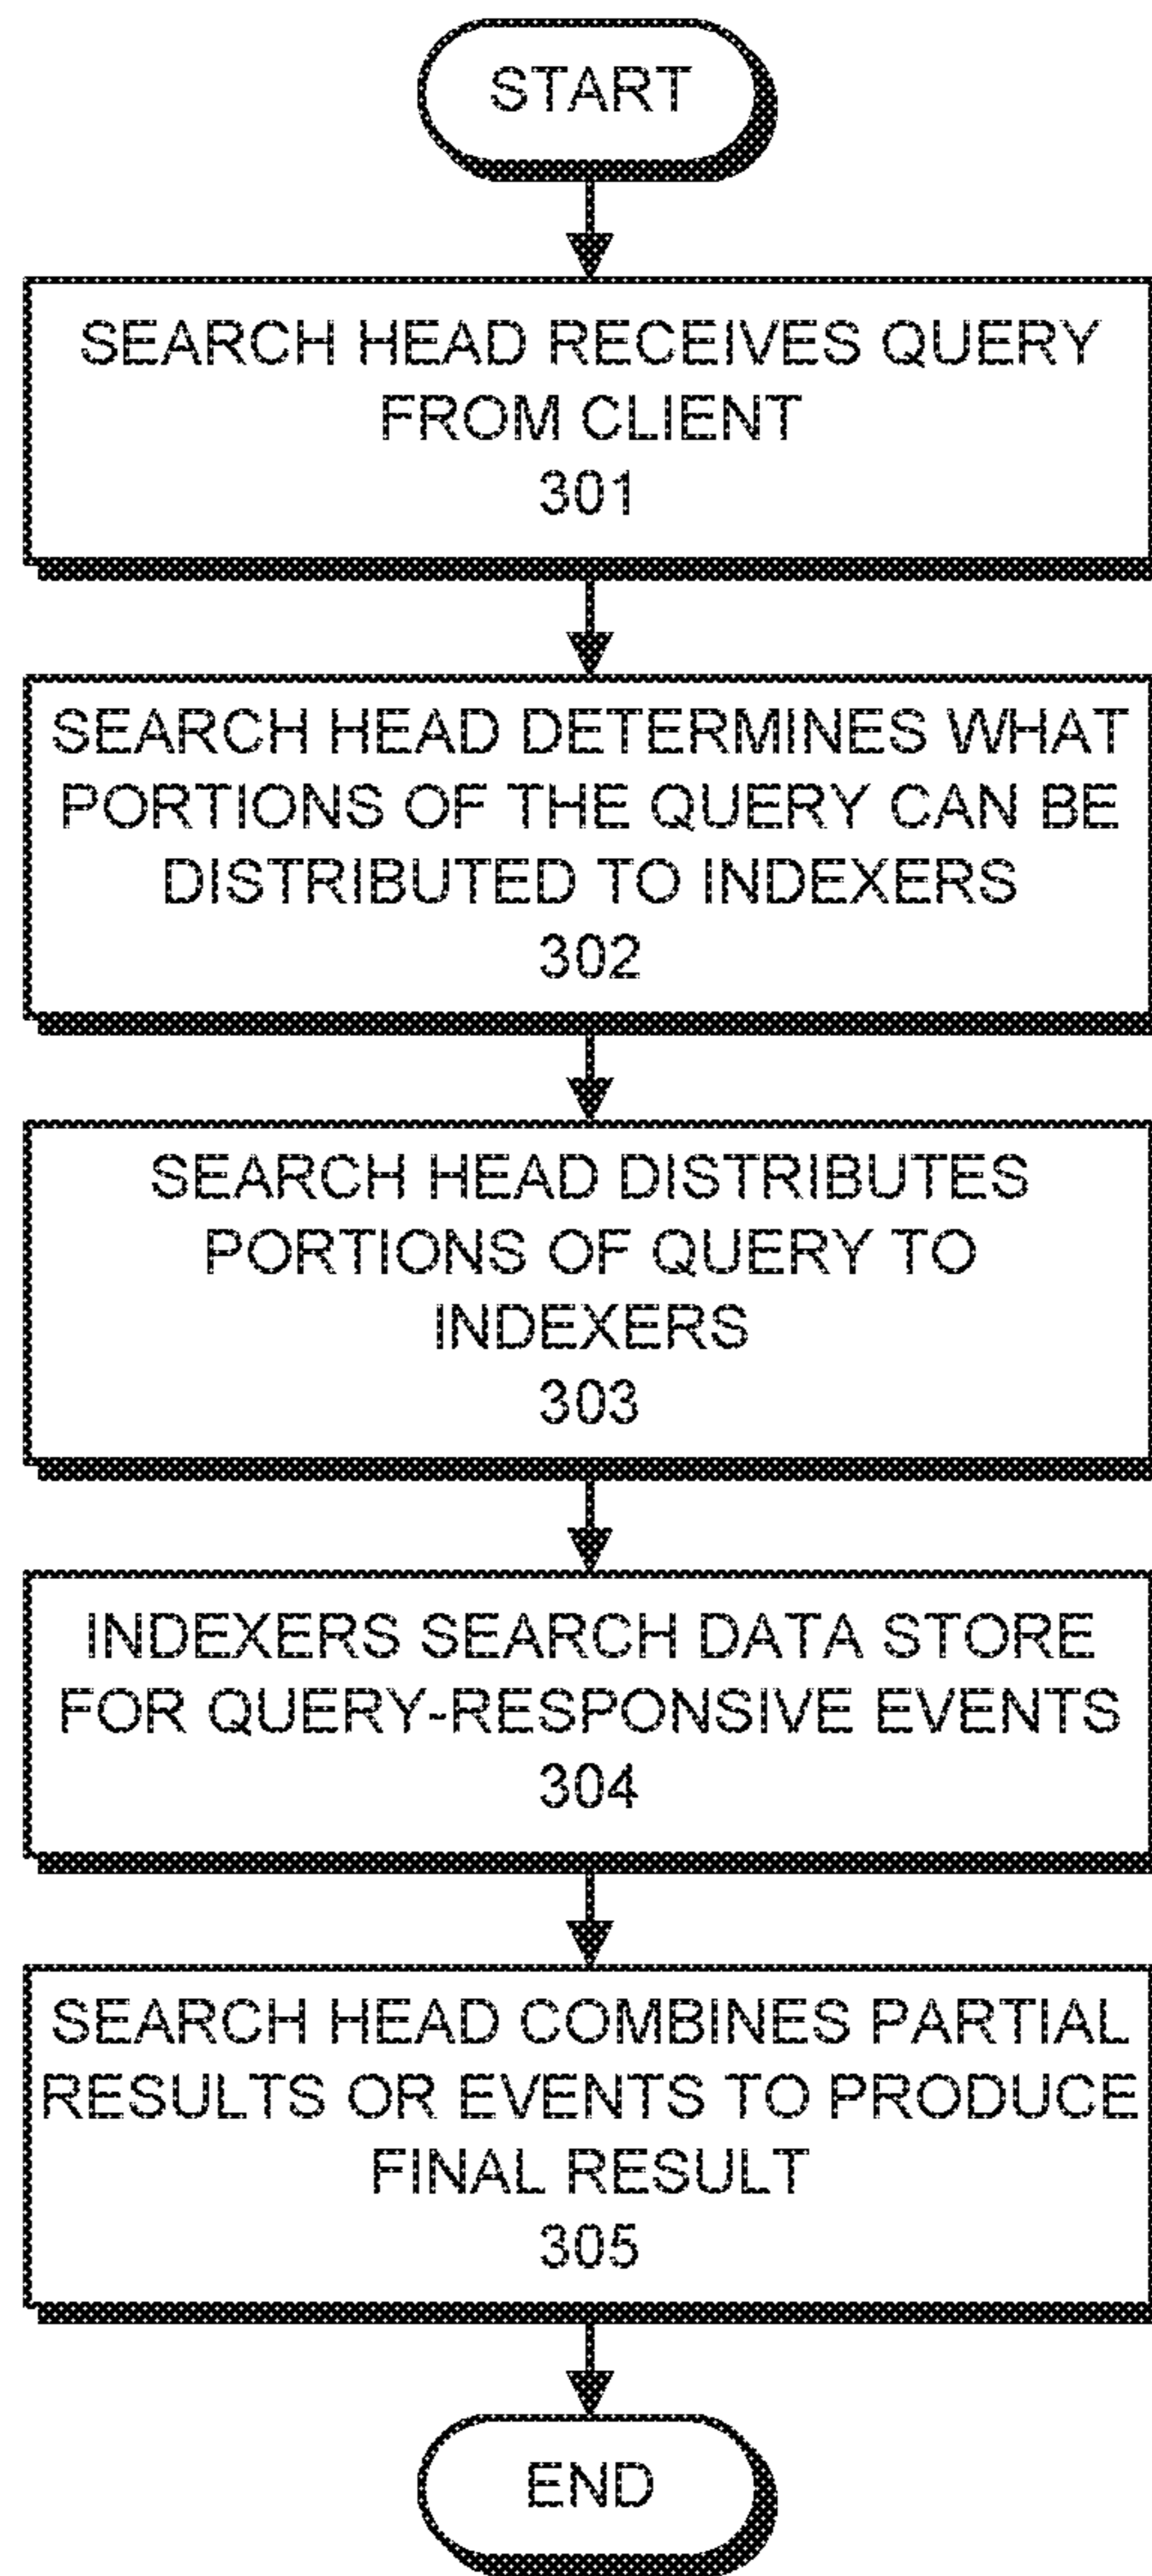 START
SEARCH HEAD RECEIVES QUERY
FROM CLIENT
301
SEARCH HEAD DETERMINES WHAT
PORTIONS OF THE QUERY CAN BE
DISTRIBUTED TO INDEXERS
302
SEARCH HEAD DISTRIBUTES
PORTIONS OF QUERY TO
INDEXERS
303
INDEXERS SEARCH DATA STORE
FOR QUERY-RESPONSIVE EVENTS
304
SEARCH HEAD COMBINES PARTIAL
RESULTS OR EVENTS TO PRODUCE
FINAL RESULT
305
END